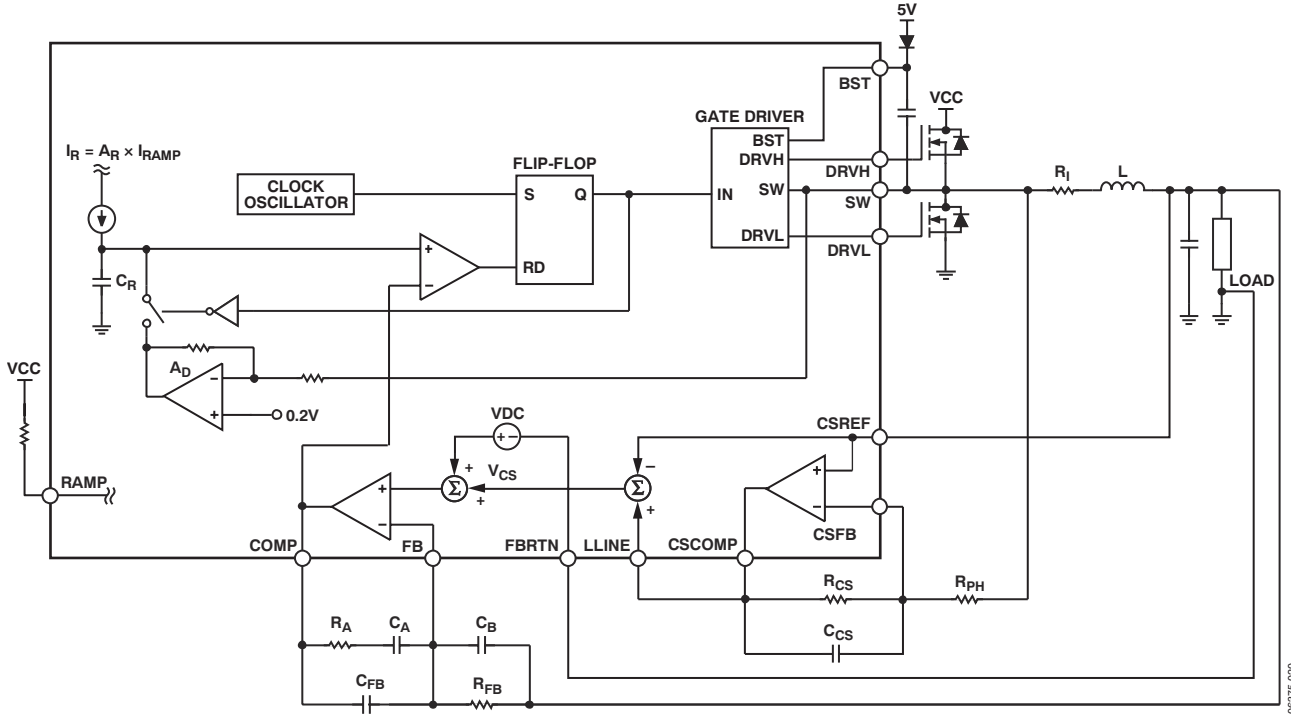 5V
BST
VCC
GATE DRIVER
BST
DRVH
SW
DRVL
IN
DRVH
SW
DRVL
I_R = A_R × I_RAMP
FLIP-FLOP
CLOCK
OSCILLATOR
S
Q
RD
R_I
L
+
−
C_R
LOAD
VCC
A_D
−
+
0.2V
VDC
+ −
CSREF
RAMP
+
V_CS
Σ
+
−
Σ
+
+
−
+
−
CSFB
COMP
FB
FBRTN
LLINE
CSCOMP
R_CS
R_PH
C_CS
R_A
C_A
C_B
C_FB
R_FB